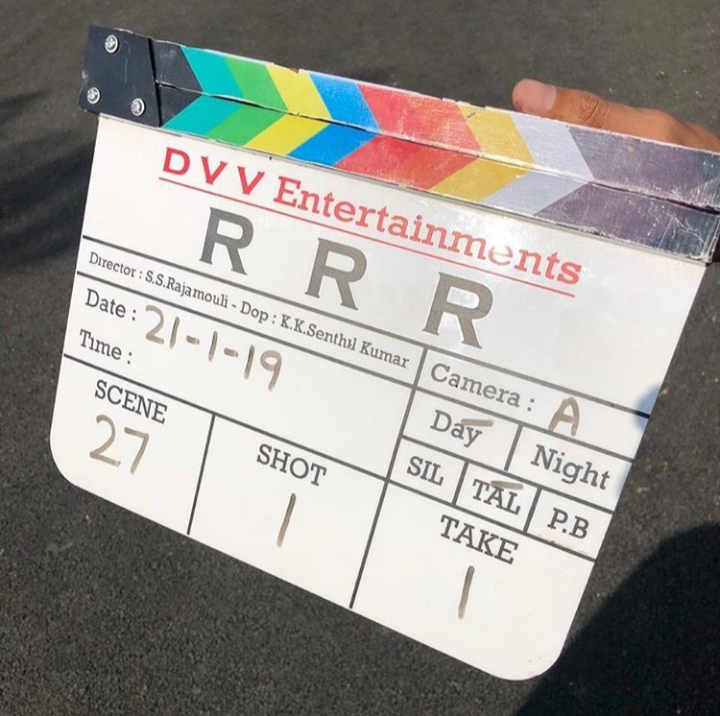 DVV Entertainments
R R R
Director : S.S.Rajamouli - Dop : K.K.Senthil Kumar
Date : 21-1-19
Time :
Camera : A
Day Night
SIL TAL P.B
SCENE
27
SHOT
1
TAKE
1